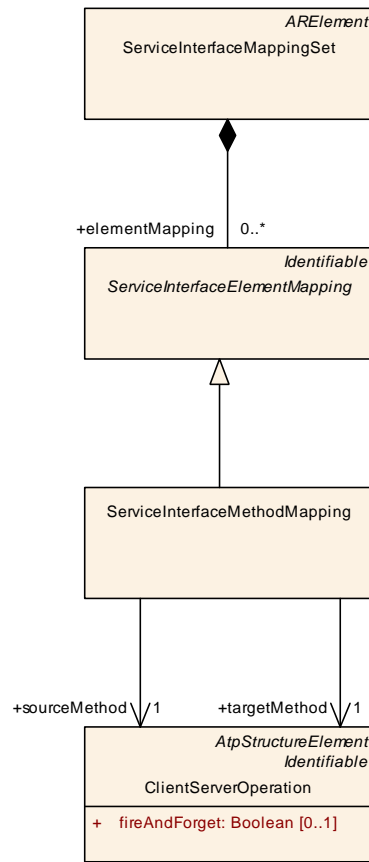 ARElement
ServiceInterfaceMappingSet
+elementMapping 0..*
Identifiable
ServiceInterfaceElementMapping
ServiceInterfaceMethodMapping
+sourceMethod 1 +targetMethod 1
AtpStructureElement
Identifiable
ClientServerOperation
+ fireAndForget: Boolean [0..1]